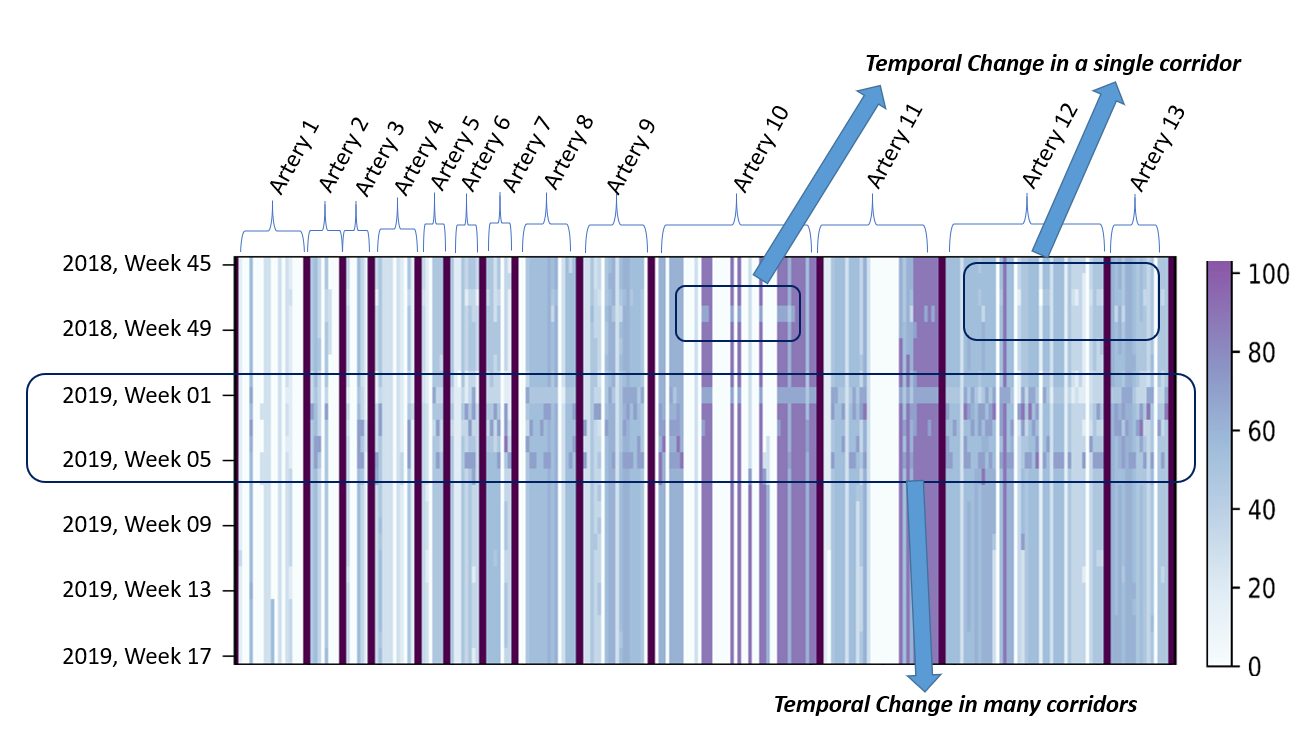 Temporal Change in a single corridor
Artery 1
Artery 2
Artery 3
Artery 4
Artery 5
Artery 6
Artery 7
Artery 8
Artery 9
Artery 10
Artery 11
Artery 12
Artery 13
2018, Week 45
2018, Week 49
2019, Week 01
2019, Week 05
2019, Week 09
2019, Week 13
2019, Week 17
100
80
60
40
20
0
Temporal Change in many corridors